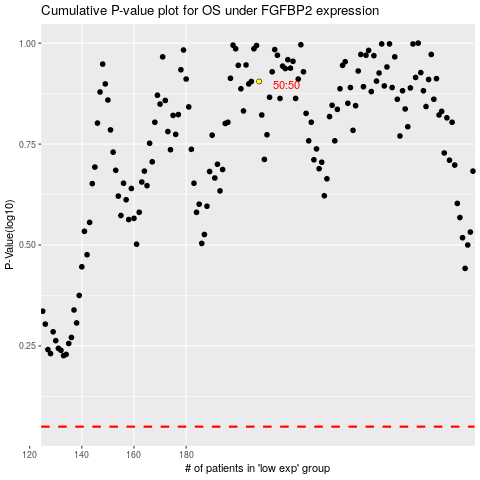 Cumulative P-value plot for OS under FGFBP2 expression
1.00
0.75
0.50
0.25
P-Value(log10)
50:50
120 140 160 180
# of patients in 'low exp' group